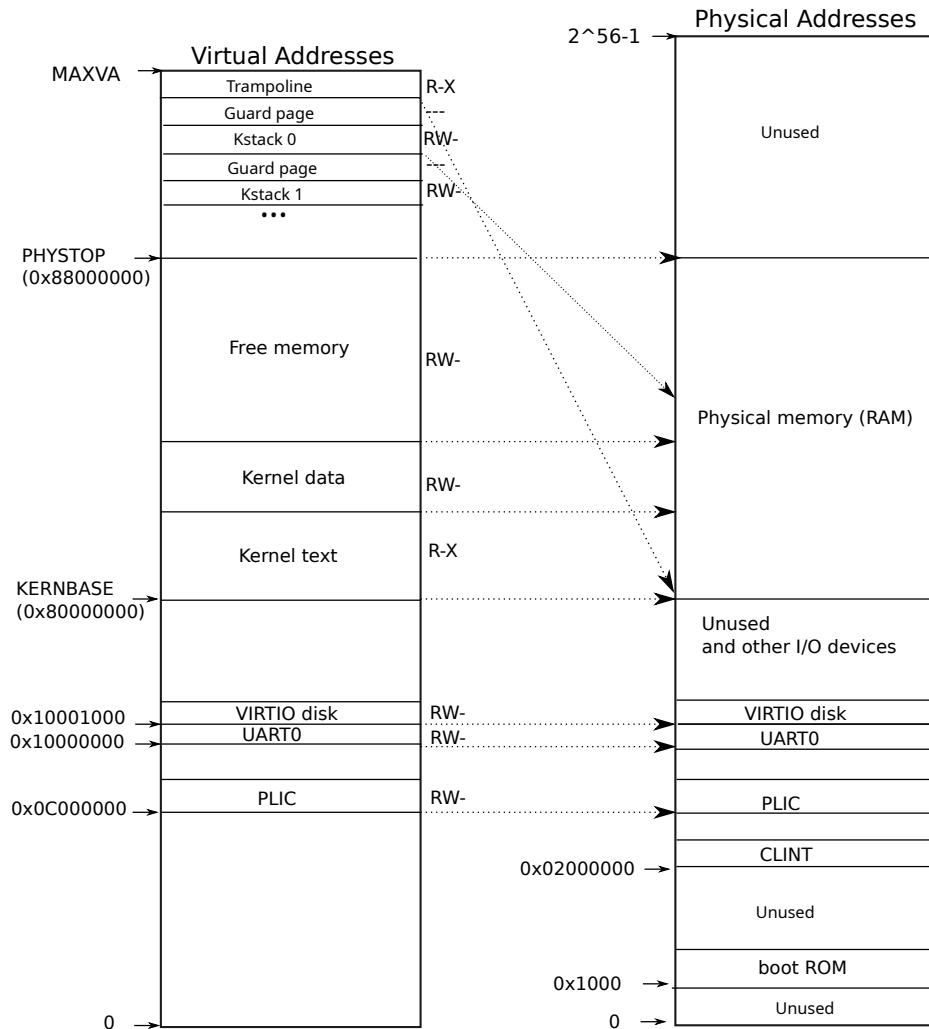 Physical Addresses
2^56-1
Virtual Addresses
MAXVA
Trampoline
R-X
Guard page
---
Unused
Kstack 0
RW-
Guard page
---
Kstack 1
RW-
...
PHYSTOP
(0x88000000)
Free memory
RW-
Physical memory (RAM)
Kernel data
RW-
Kernel text
R-X
KERNBASE
(0x80000000)
Unused
and other I/O devices
0x10001000
VIRTIO disk
RW-
VIRTIO disk
0x10000000
UART0
RW-
UART0
0x0C000000
PLIC
RW-
PLIC
CLINT
0x02000000
Unused
boot ROM
0x1000
Unused
0
0